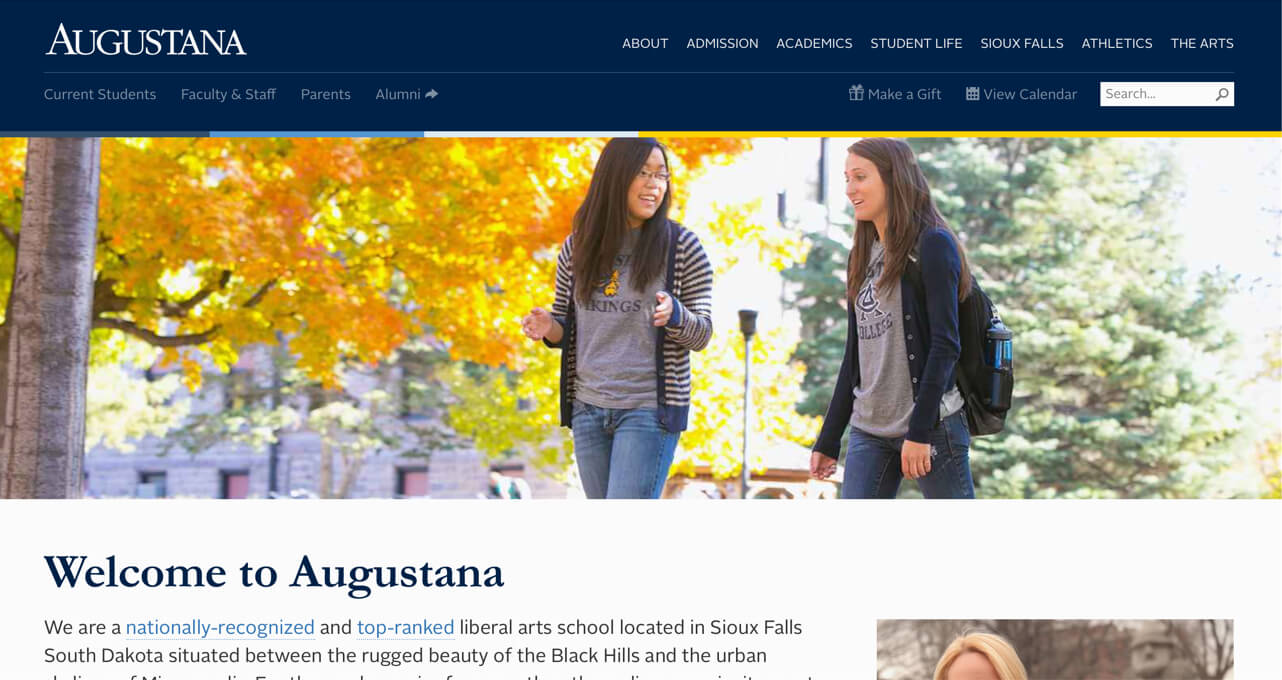 AUGUSTANA
ABOUT ADMISSION ACADEMICS STUDENT LIFE SIOUX FALLS ATHLETICS THE ARTS
Current Students Faculty & Staff Parents Alumni
Make a Gift View Calendar Search...
VIKINGS
COLLEGE
Welcome to Augustana
We are a nationally-recognized and top-ranked liberal arts school located in Sioux Falls
South Dakota situated between the rugged beauty of the Black Hills and the urban